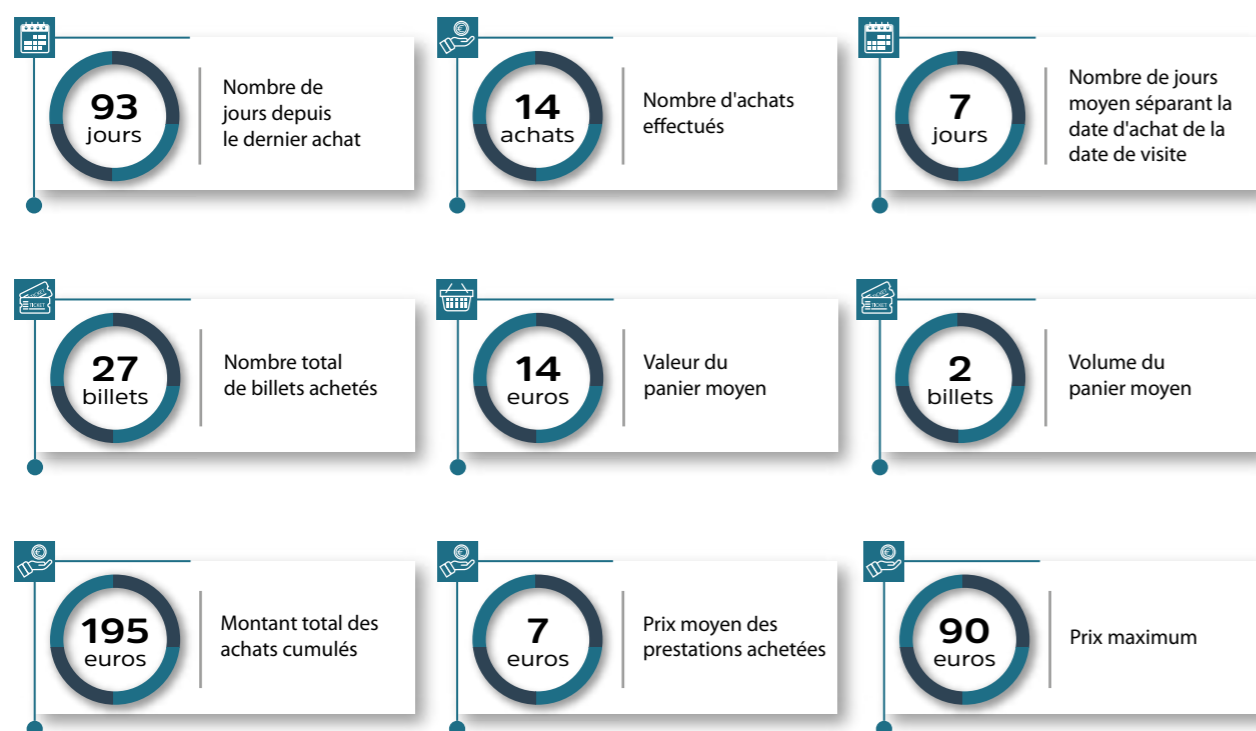 93
jours
Nombre de
jours depuis
le dernier achat
14
achats
Nombre d'achats
effectués
7
jours
Nombre de jours
moyen séparant la
date d'achat de la
date de visite
27
billets
Nombre total
de billets achetés
14
euros
Valeur du
panier moyen
2
billets
Volume du
panier moyen
195
euros
Montant total des
achats cumulés
7
euros
Prix moyen des
prestations achetées
90
euros
Prix maximum